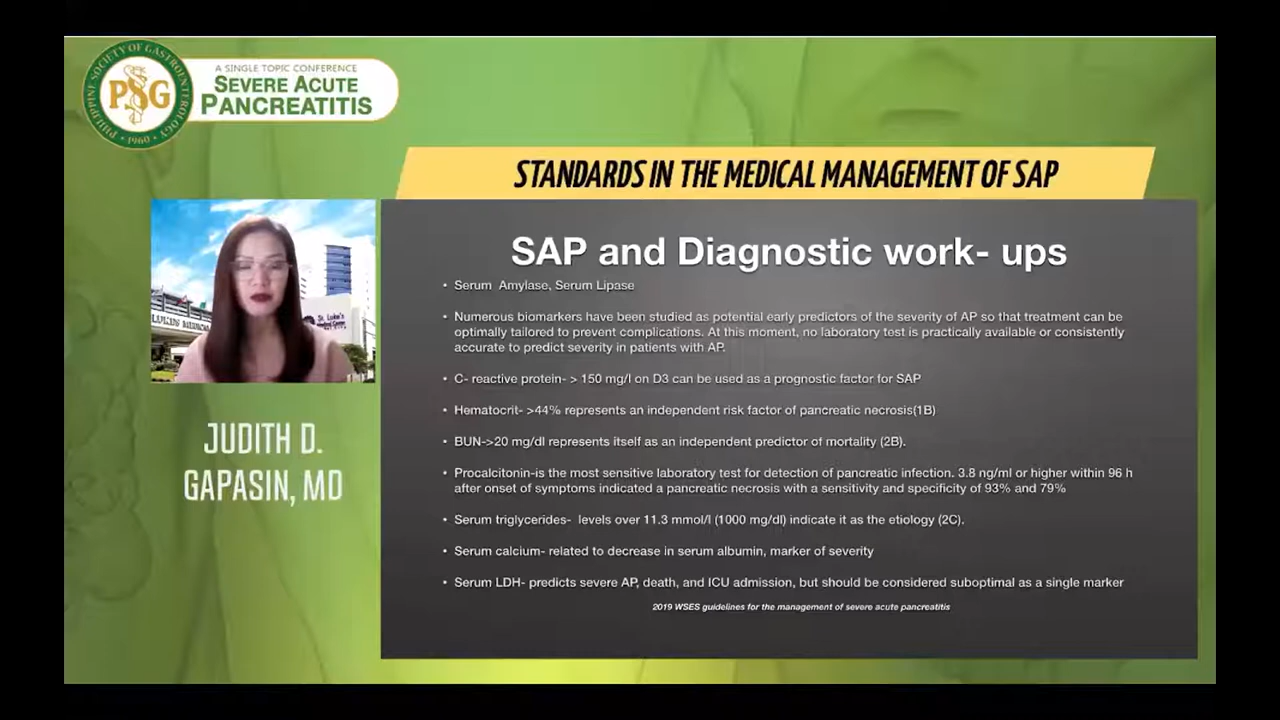 PHILIPPINE SOCIETY OF GASTROENTEROLOGY
PSG
• 1960 •
A SINGLE TOPIC CONFERENCE
SEVERE ACUTE
PANCREATITIS
STANDARDS IN THE MEDICAL MANAGEMENT OF SAP
St. Luke's
Medical Center
JUDITH D.
GAPASIN, MD
SAP and Diagnostic work- ups
• Serum Amylase, Serum Lipase
• Numerous biomarkers have been studied as potential early predictors of the severity of AP so that treatment can be
optimally tailored to prevent complications. At this moment, no laboratory test is practically available or consistently
accurate to predict severity in patients with AP.
• C- reactive protein- > 150 mg/l on D3 can be used as a prognostic factor for SAP
• Hematocrit- >44% represents an independent risk factor of pancreatic necrosis(1B)
• BUN->20 mg/dl represents itself as an independent predictor of mortality (2B).
• Procalcitonin-is the most sensitive laboratory test for detection of pancreatic infection. 3.8 ng/ml or higher within 96 h
after onset of symptoms indicated a pancreatic necrosis with a sensitivity and specificity of 93% and 79%
• Serum triglycerides- levels over 11.3 mmo/l (1000 mg/dl) indicate it as the etiology (2C).
• Serum calcium- related to decrease in serum albumin, marker of severity
• Serum LDH- predicts severe AP, death, and ICU admission, but should be considered suboptimal as a single marker
2019 WSES guidelines for the management of severe acute pancreatitis